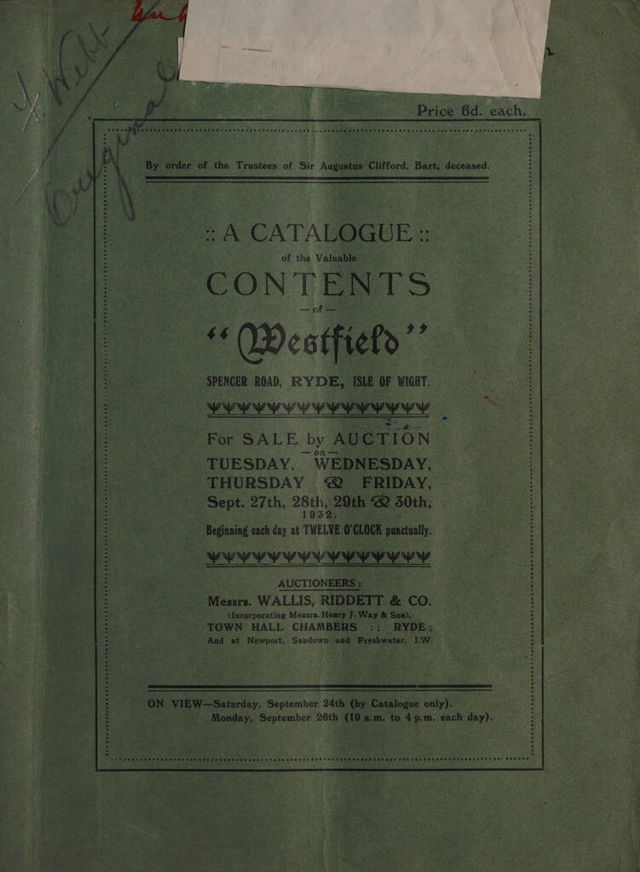 F. Webb
Original
Price 6d. each.
By order of the Trustees of Sir Augustus Clifford, Bart, deceased.
:: A CATALOGUE ::
of the Valuable
CONTENTS
— of —
"Westfield"
SPENCER ROAD, RYDE, ISLE OF WIGHT.
For SALE by AUCTION
— on —
TUESDAY, WEDNESDAY,
THURSDAY & FRIDAY,
Sept. 27th, 28th, 29th & 30th,
1932.
Beginning each day at TWELVE O'CLOCK punctually.
AUCTIONEERS:
Messrs. WALLIS, RIDDETT & CO.
(Incorporating Messrs. Henry J. Way & Son),
TOWN HALL CHAMBERS :: RYDE;
And at Newport, Sandown and Freshwater, I.W.
ON VIEW—Saturday, September 24th (by Catalogue only).
Monday, September 26th (10 a.m. to 4 p.m. each day).